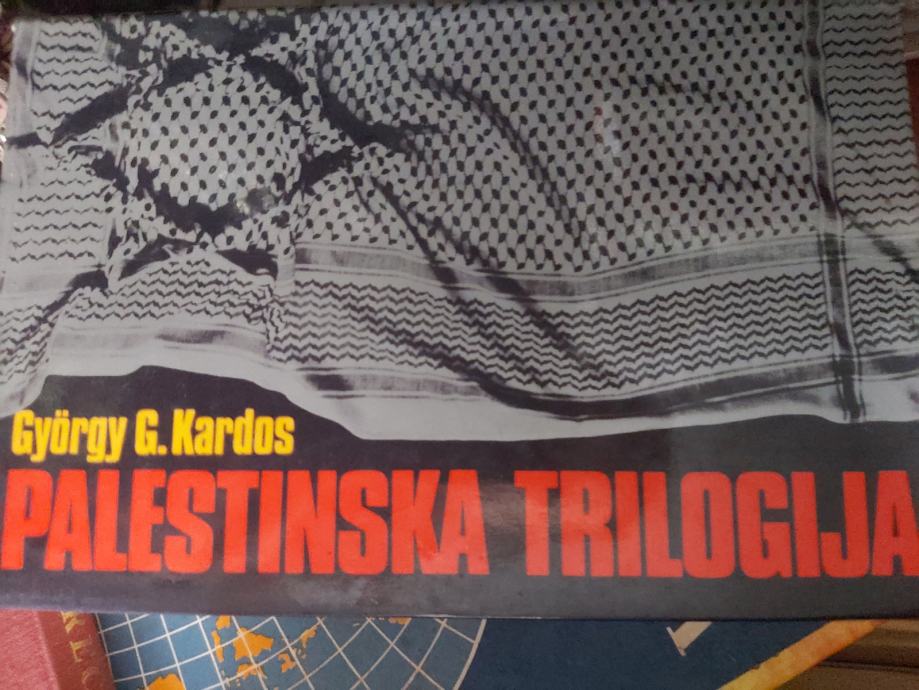 György G. Kardos
PALESTINSKA TRILOGIJA